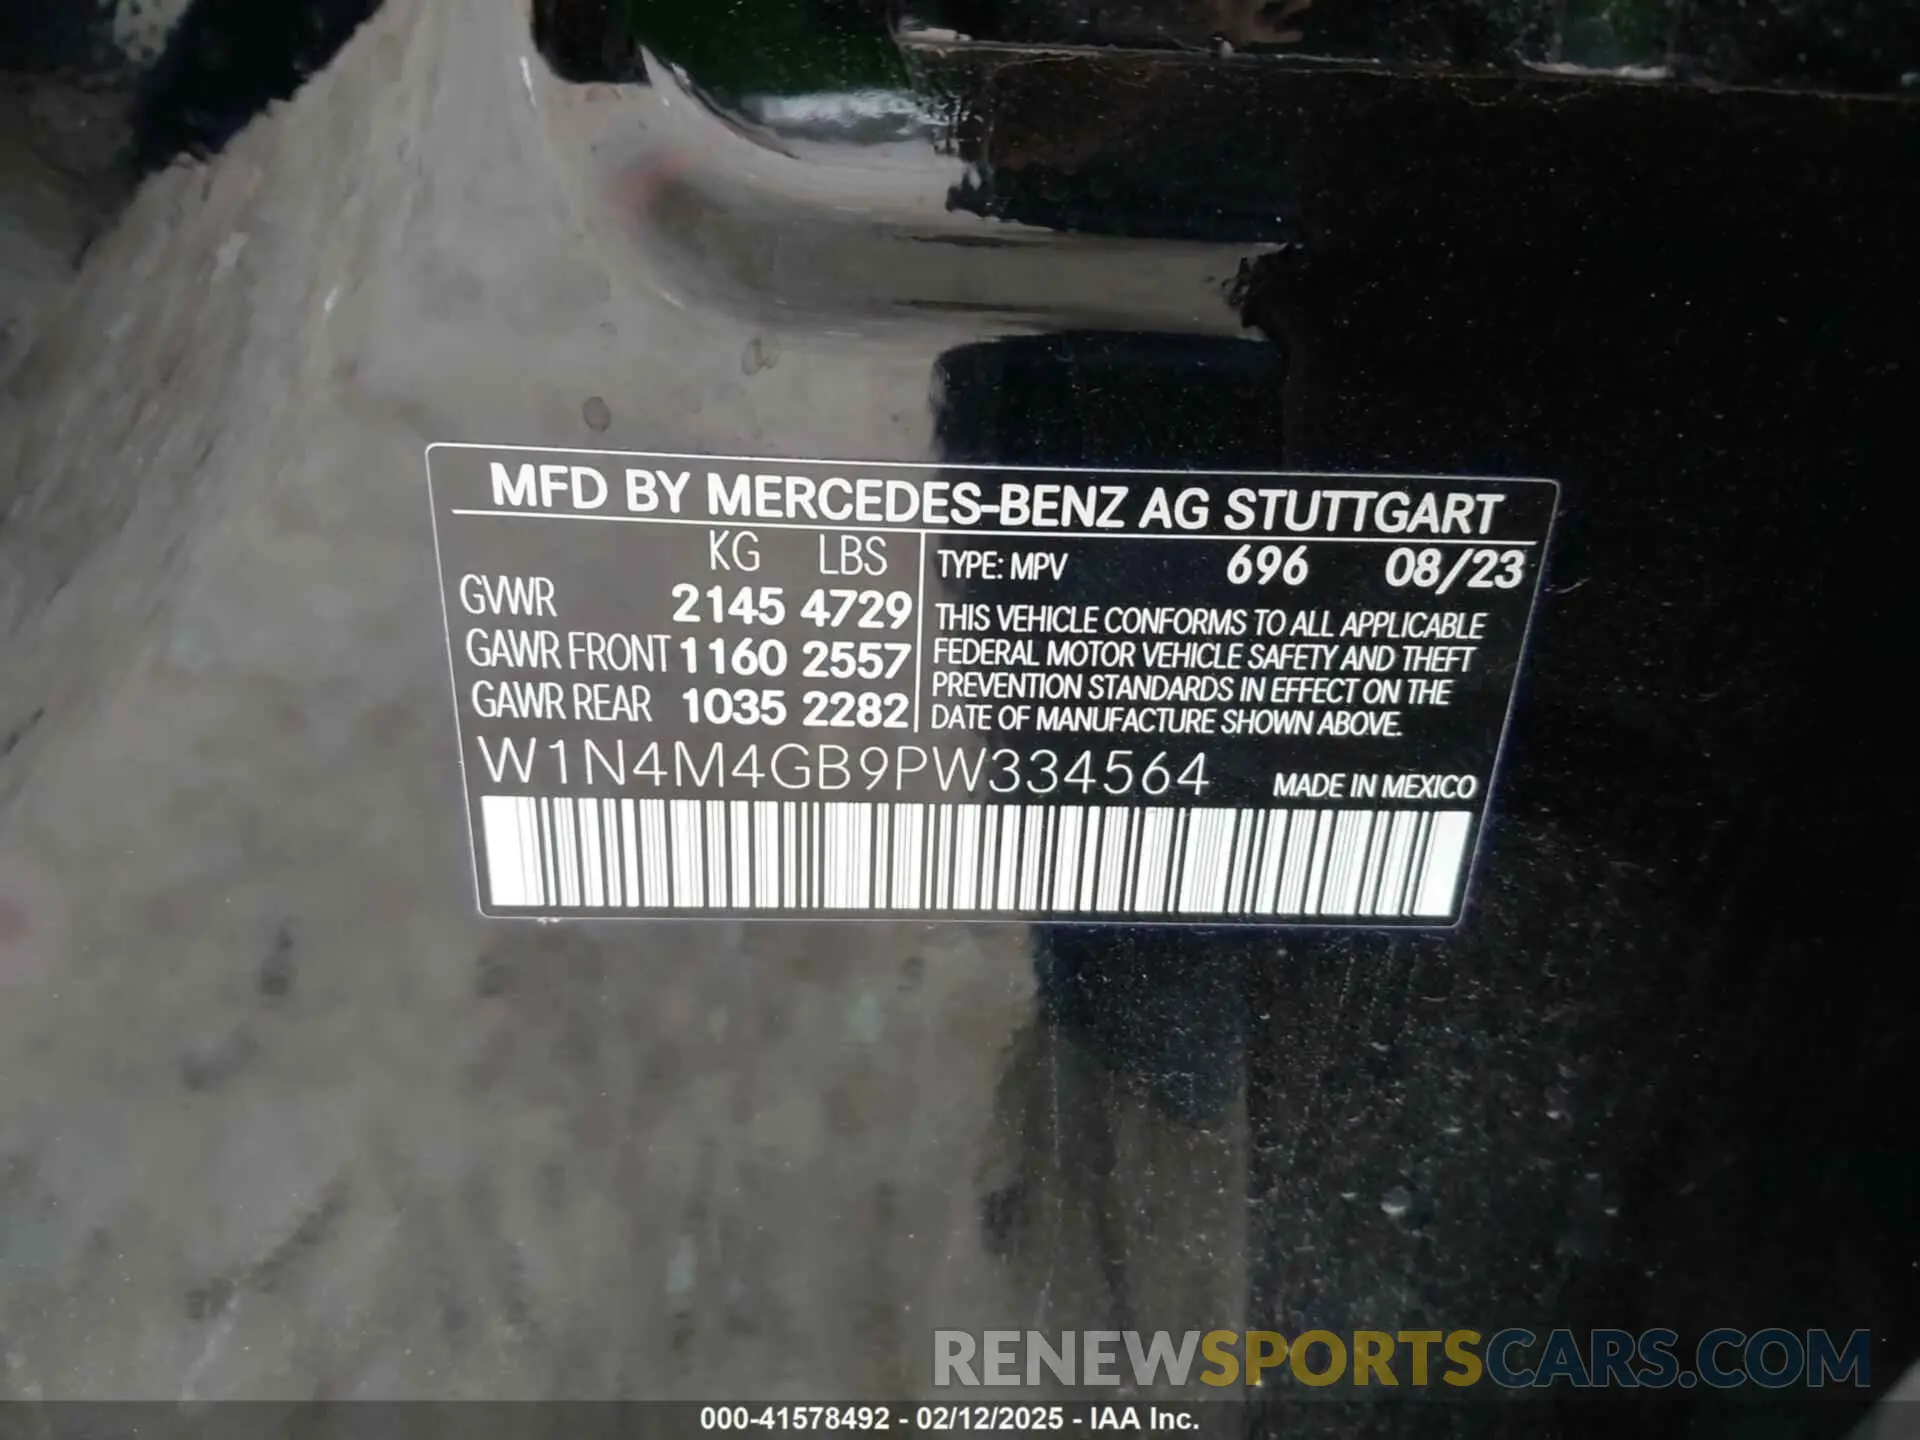 MFD BY MERCEDES-BENZ AG STUTTGART
KG LBS
GVWR 2145 4729
GAWR FRONT 1160 2557
GAWR REAR 1035 2282
TYPE: MPV 696 08/23
THIS VEHICLE CONFORMS TO ALL APPLICABLE
FEDERAL MOTOR VEHICLE SAFETY AND THEFT
PREVENTION STANDARDS IN EFFECT ON THE
DATE OF MANUFACTURE SHOWN ABOVE.
W1N4M4GB9PW334564 MADE IN MEXICO
RENEWSPORTSCARS.COM
000-41578492 - 02/12/2025 - IAA Inc.